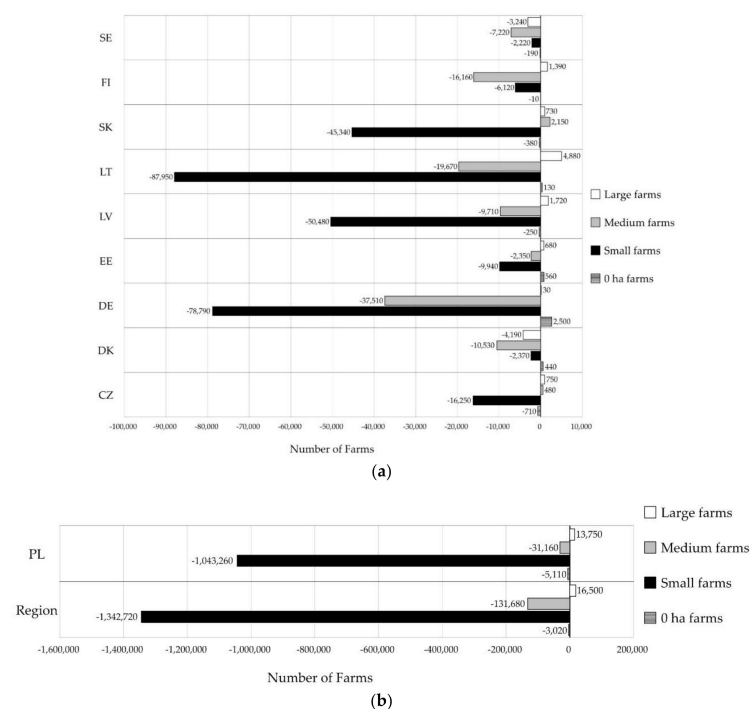 SE
-3,240
-7,220
-2,220
-190
FI
1,390
-16,160
-6,120
-10
SK
730
2,150
-45,340
-380
LT
4,880
-19,670
-87,950
130
LV
1,720
-9,710
-50,480
-250
EE
680
-2,350
-9,940
560
DE
30
-37,510
-78,790
2,500
DK
-4,190
-10,530
-2,370
440
CZ
750
480
-16,250
-710
-100,000 -90,000 -80,000 -70,000 -60,000 -50,000 -40,000 -30,000 -20,000 -10,000 0 10,000
Number of Farms
Large farms
Medium farms
Small farms
0 ha farms
(a)
PL
13,750
-31,160
-1,043,260
-5,110
Region
16,500
-131,680
-1,342,720
-3,020
-1,600,000 -1,400,000 -1,200,000 -1,000,000 -800,000 -600,000 -400,000 -200,000 0 200,000
Number of Farms
Large farms
Medium farms
Small farms
0 ha farms
(b)